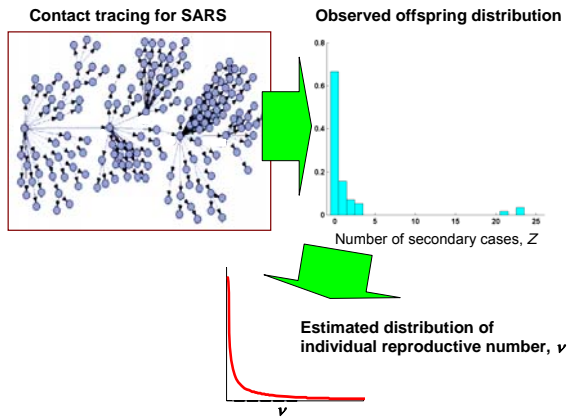 Contact tracing for SARS
Observed offspring distribution
0.8
0.6
0.4
0.2
0
0 5 10 15 20 25
Number of secondary cases, Z
Estimated distribution of
individual reproductive number, ν
ν